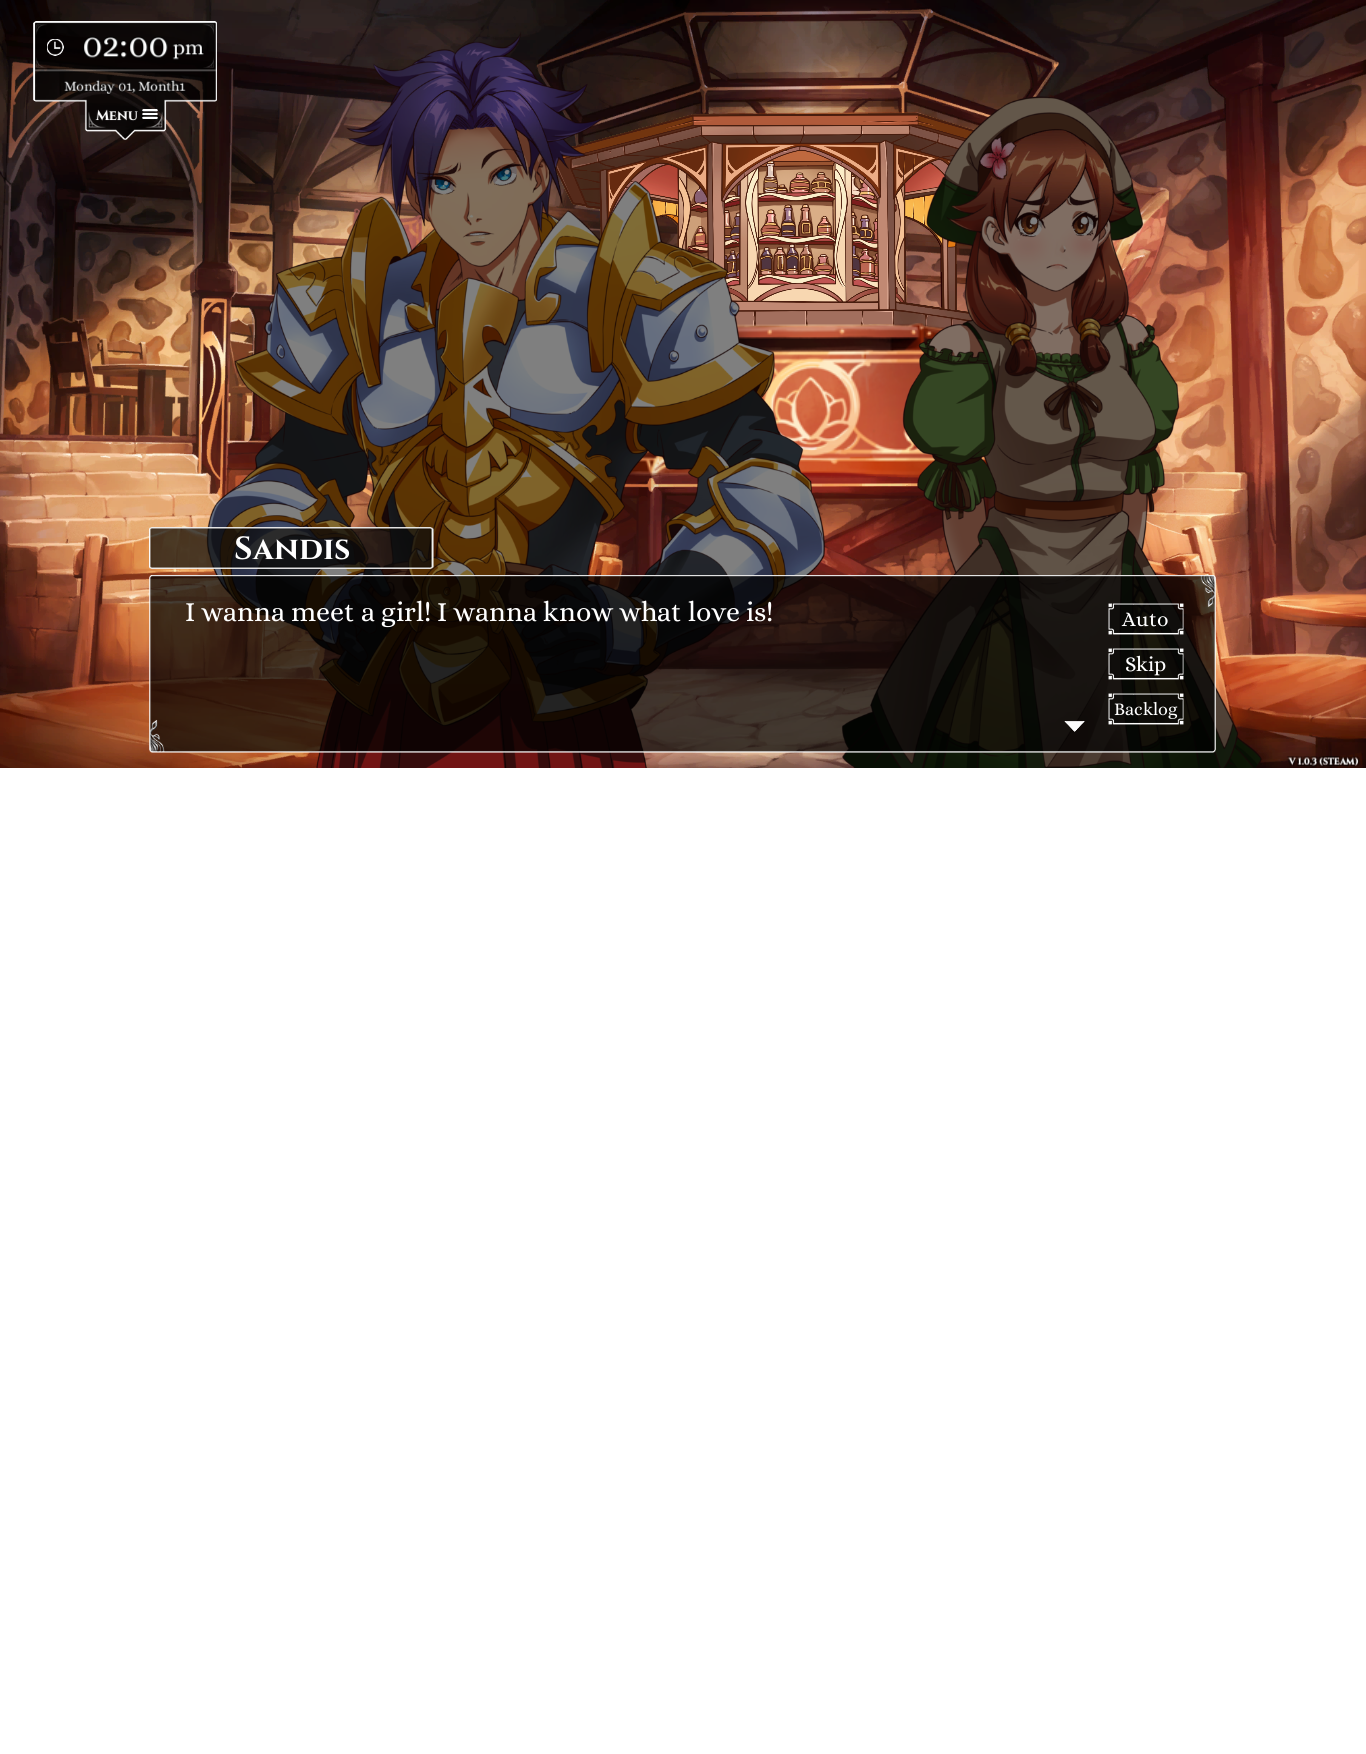 02:00 pm
Monday 01, Month1
MENU
SANDIS
I wanna meet a girl! I wanna know what love is!
Auto
Skip
Backlog
V 1.0.3 (STEAM)